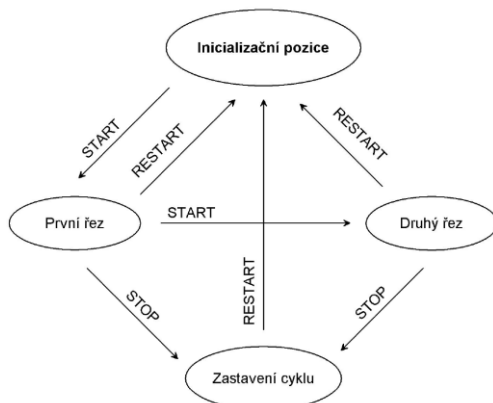 Inicializační pozice
START
RESTART
RESTART
První řez
START
Druhý řez
STOP
RESTART
STOP
Zastavení cyklu